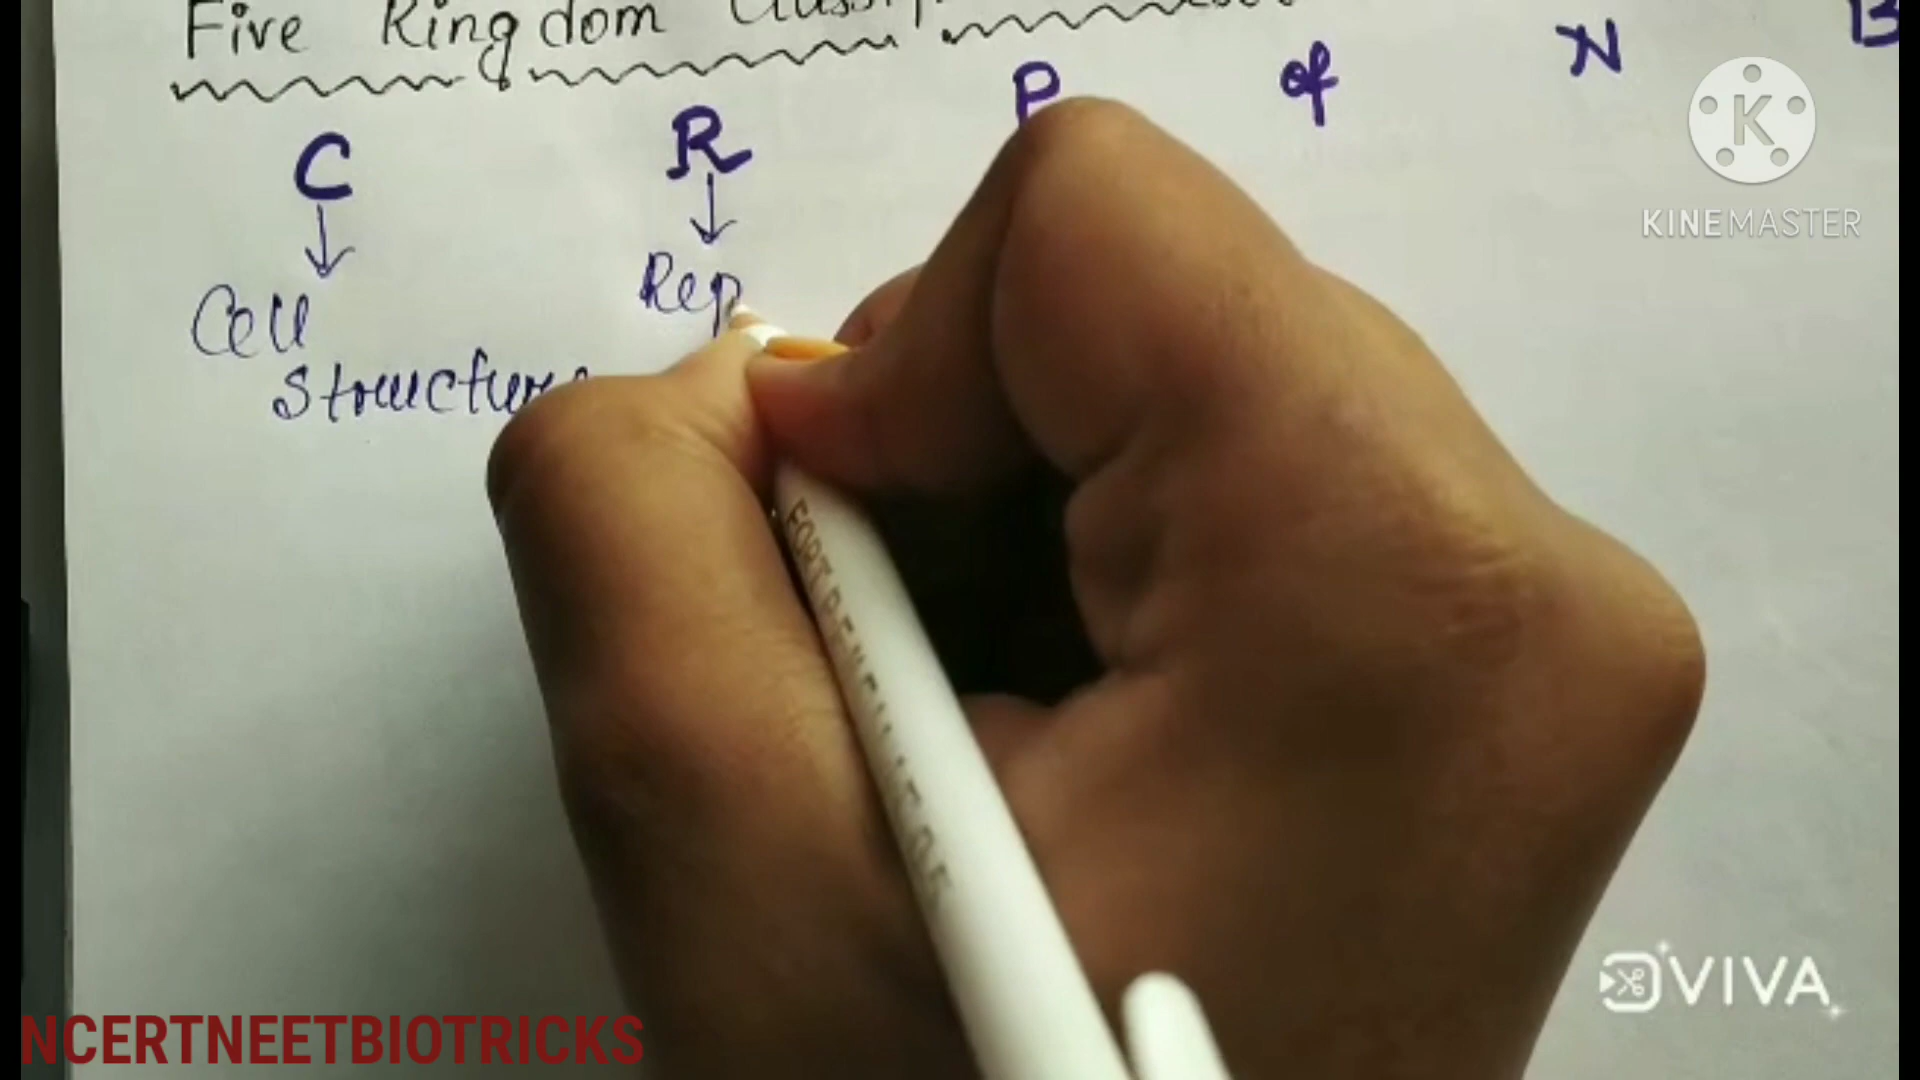 Five Kingdom
C R P of N B
Cell Rep
Structure
KINEMASTER
VIVA
NCERTNEETBIOTRICKS